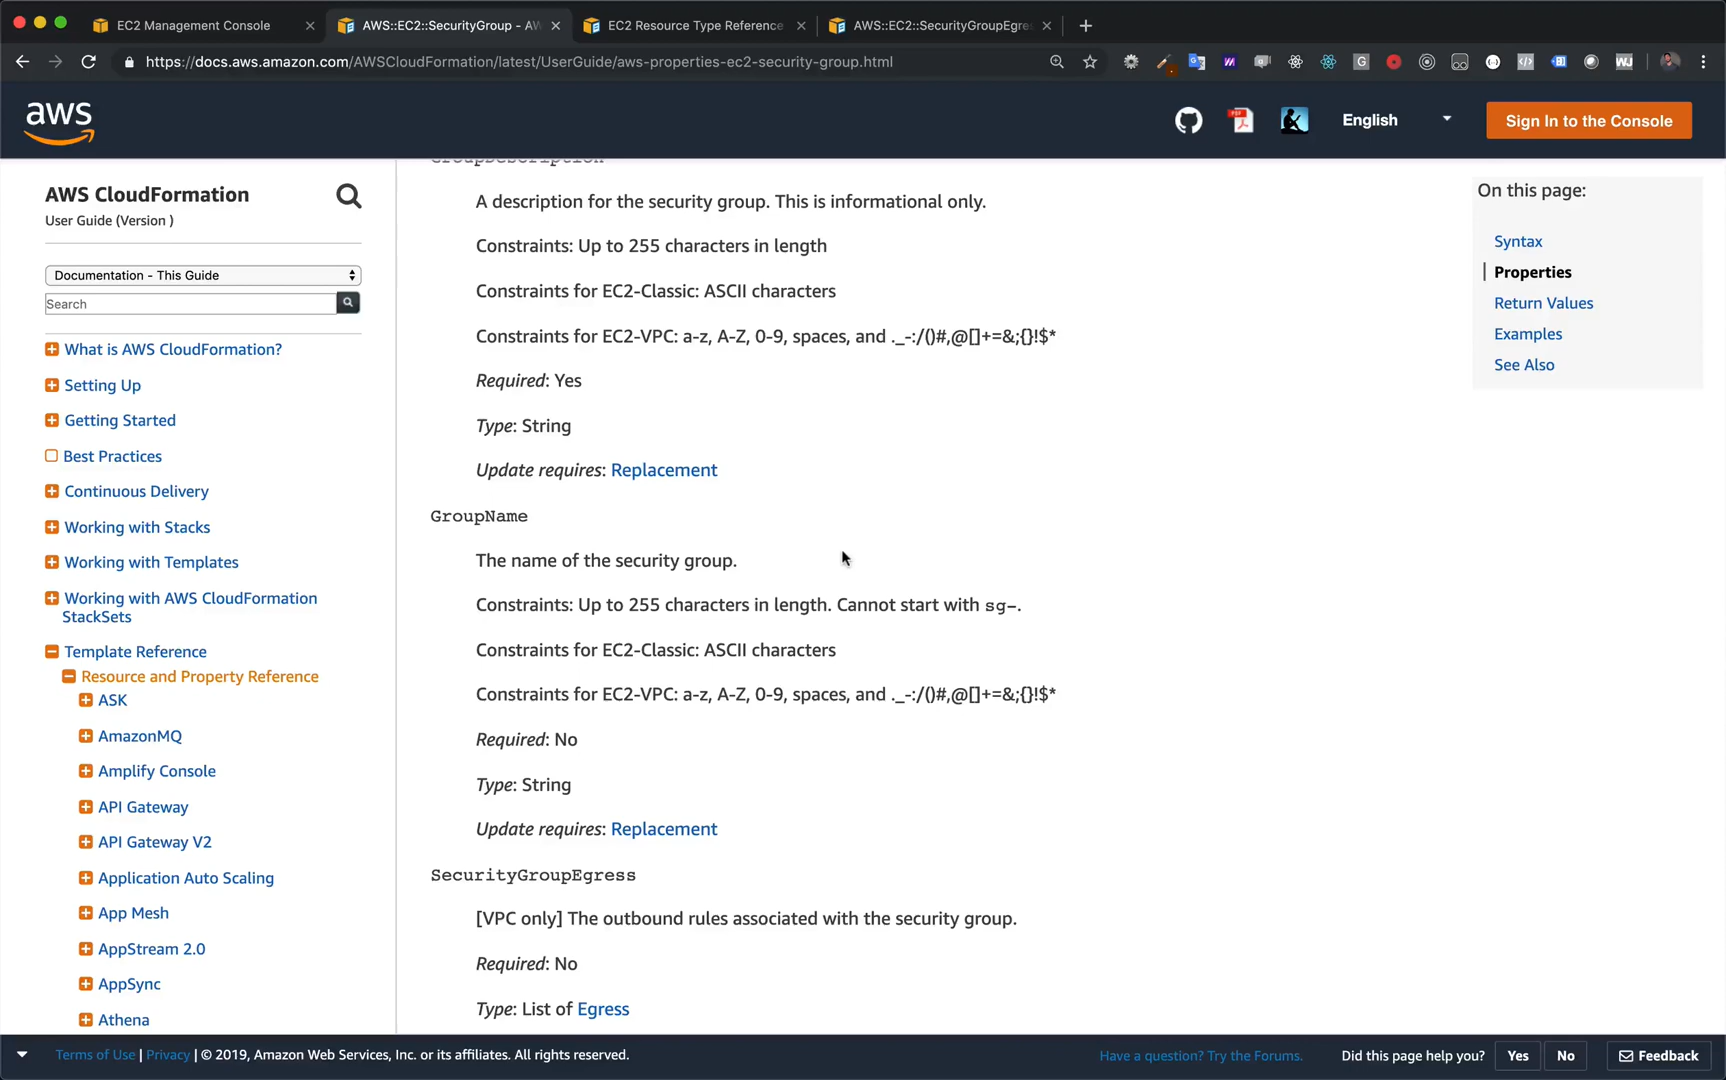 EC2 Management Console
AWS::EC2::SecurityGroup - AW
EC2 Resource Type Reference
AWS::EC2::SecurityGroupEgre
https://docs.aws.amazon.com/AWSCloudFormation/latest/UserGuide/aws-properties-ec2-security-group.html
aws
English
Sign In to the Console
AWS CloudFormation
User Guide (Version )
Documentation - This Guide
Search
What is AWS CloudFormation?
Setting Up
Getting Started
Best Practices
Continuous Delivery
Working with Stacks
Working with Templates
Working with AWS CloudFormation
StackSets
Template Reference
Resource and Property Reference
ASK
AmazonMQ
Amplify Console
API Gateway
API Gateway V2
Application Auto Scaling
App Mesh
AppStream 2.0
AppSync
Athena
GroupDescription
A description for the security group. This is informational only.
Constraints: Up to 255 characters in length
Constraints for EC2-Classic: ASCII characters
Constraints for EC2-VPC: a-z, A-Z, 0-9, spaces, and ._-:/()#,@[]+=&;{}!$*
Required: Yes
Type: String
Update requires: Replacement
GroupName
The name of the security group.
Constraints: Up to 255 characters in length. Cannot start with sg-.
Constraints for EC2-Classic: ASCII characters
Constraints for EC2-VPC: a-z, A-Z, 0-9, spaces, and ._-:/()#,@[]+=&;{}!$*
Required: No
Type: String
Update requires: Replacement
SecurityGroupEgress
[VPC only] The outbound rules associated with the security group.
Required: No
Type: List of Egress
On this page:
Syntax
Properties
Return Values
Examples
See Also
Terms of Use | Privacy | © 2019, Amazon Web Services, Inc. or its affiliates. All rights reserved.
Have a question? Try the Forums.
Did this page help you?
Yes
No
Feedback